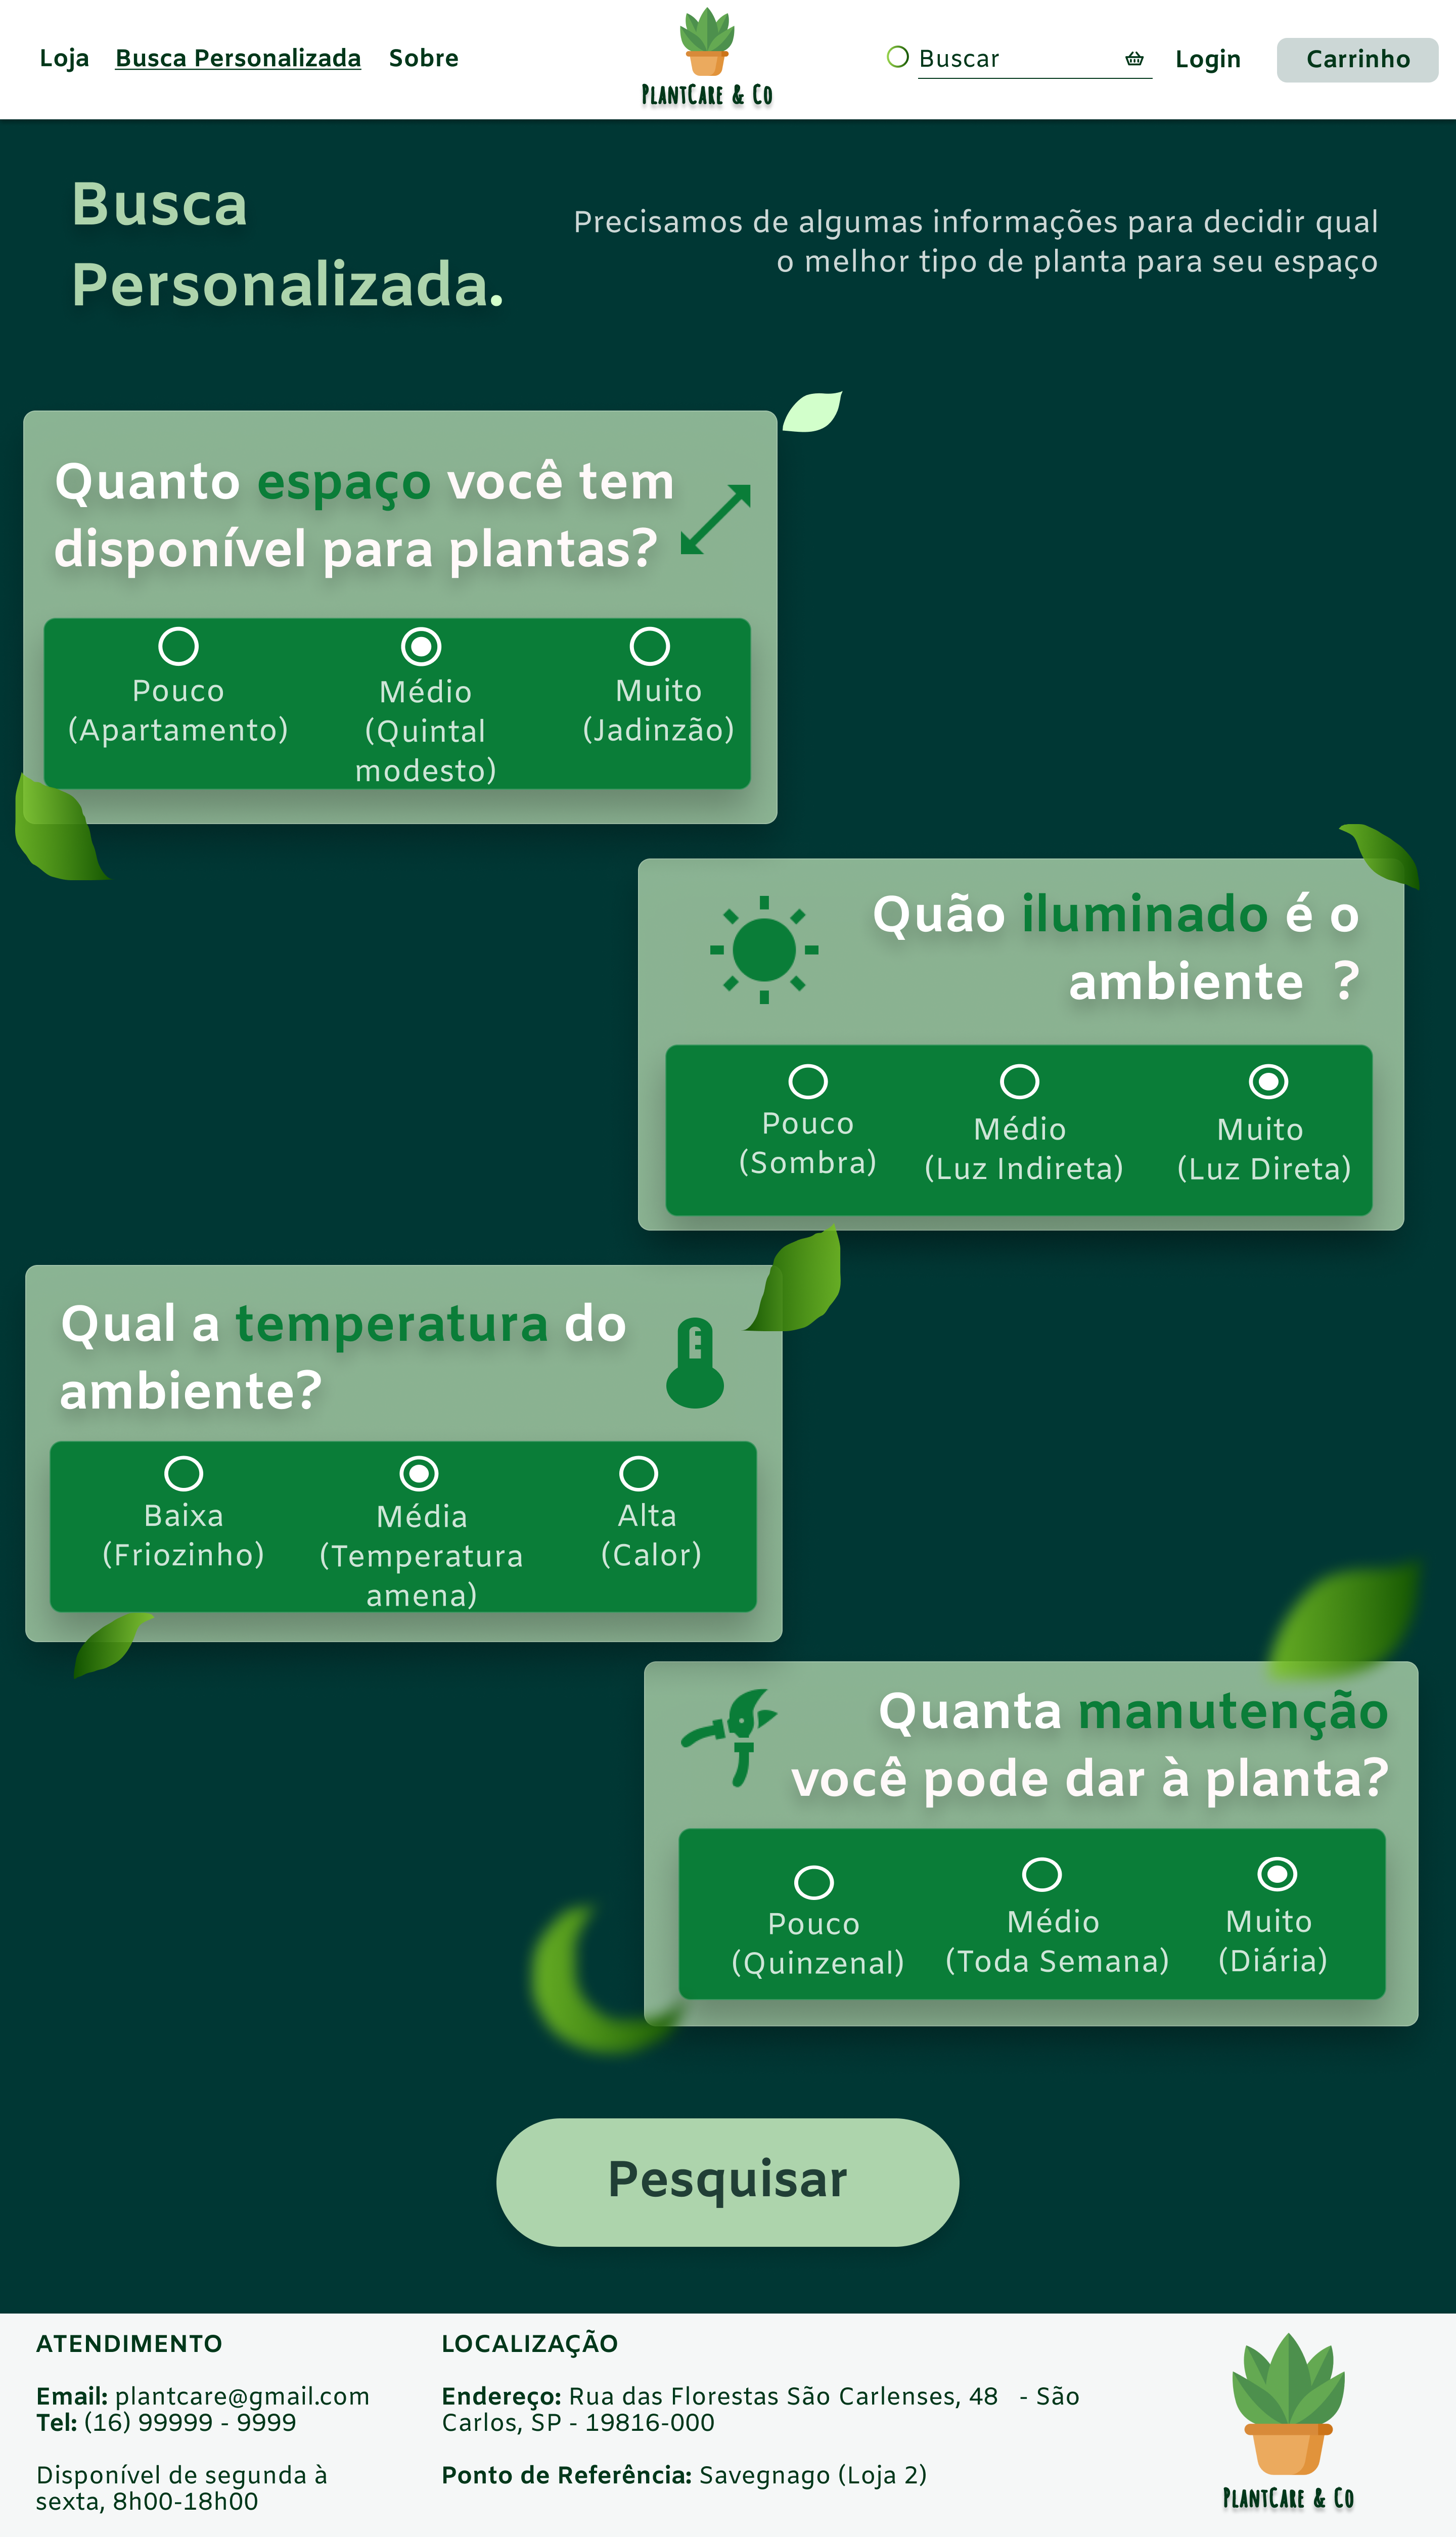 Loja Busca Personalizada Sobre
PLANTCARE & CO
Buscar Login Carrinho
Busca
Personalizada.
Precisamos de algumas informações para decidir qual
o melhor tipo de planta para seu espaço
Quanto espaço você tem
disponível para plantas?
Pouco
(Apartamento)
Médio
(Quintal
modesto)
Muito
(Jadinzão)
Quão iluminado é o
ambiente ?
Pouco
(Sombra)
Médio
(Luz Indireta)
Muito
(Luz Direta)
Qual a temperatura do
ambiente?
Baixa
(Friozinho)
Média
(Temperatura
amena)
Alta
(Calor)
Quanta manutenção
você pode dar à planta?
Pouco
(Quinzenal)
Médio
(Toda Semana)
Muito
(Diária)
Pesquisar
ATENDIMENTO
Email: plantcare@gmail.com
Tel: (16) 99999 - 9999
Disponível de segunda à
sexta, 8h00-18h00
LOCALIZAÇÃO
Endereço: Rua das Florestas São Carlenses, 48 - São
Carlos, SP - 19816-000
Ponto de Referência: Savegnago (Loja 2)
PLANTCARE & CO